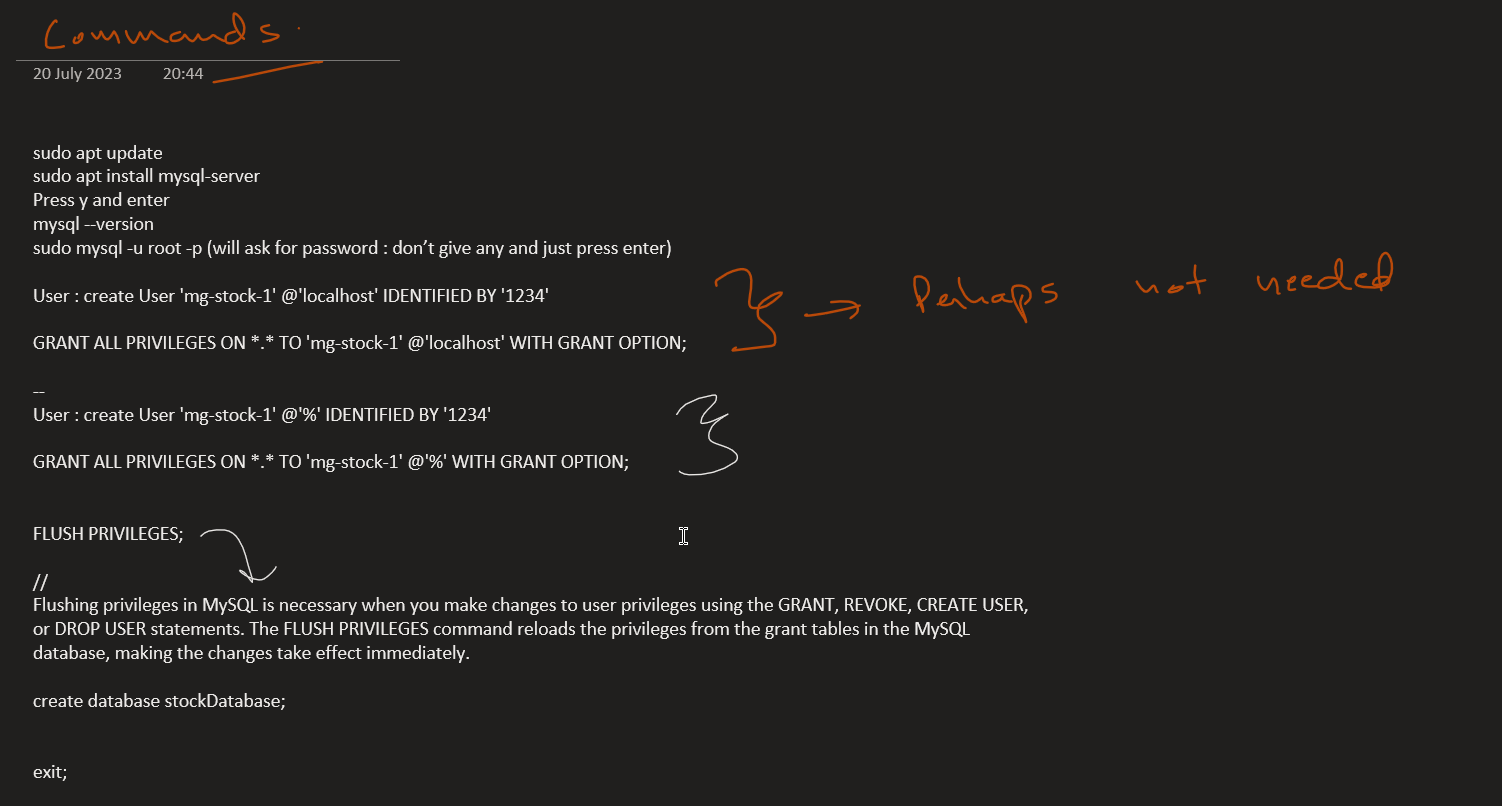 Commands.
20 July 2023 20:44
sudo apt update
sudo apt install mysql-server
Press y and enter
mysql --version
sudo mysql -u root -p (will ask for password : don’t give any and just press enter)
User : create User 'mg-stock-1' @'localhost' IDENTIFIED BY '1234'
Perhaps not needed
GRANT ALL PRIVILEGES ON *.* TO 'mg-stock-1' @'localhost' WITH GRANT OPTION;
--
User : create User 'mg-stock-1' @'%' IDENTIFIED BY '1234'
GRANT ALL PRIVILEGES ON *.* TO 'mg-stock-1' @'%' WITH GRANT OPTION;
FLUSH PRIVILEGES;
//
Flushing privileges in MySQL is necessary when you make changes to user privileges using the GRANT, REVOKE, CREATE USER,
or DROP USER statements. The FLUSH PRIVILEGES command reloads the privileges from the grant tables in the MySQL
database, making the changes take effect immediately.
create database stockDatabase;
exit;